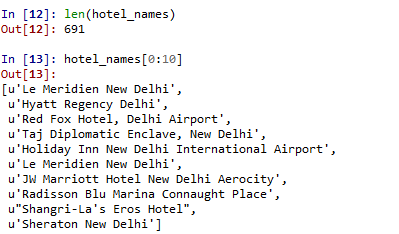 In [12]: len(hotel_names)
Out[12]: 691
In [13]: hotel_names[0:10]
Out[13]:
[u'Le Meridien New Delhi',
u'Hyatt Regency Delhi',
u'Red Fox Hotel, Delhi Airport',
u'Taj Diplomatic Enclave, New Delhi',
u'Holiday Inn New Delhi International Airport',
u'Le Meridien New Delhi',
u'JW Marriott Hotel New Delhi Aerocity',
u'Radisson Blu Marina Connaught Place',
u"Shangri-La's Eros Hotel",
u'Sheraton New Delhi']